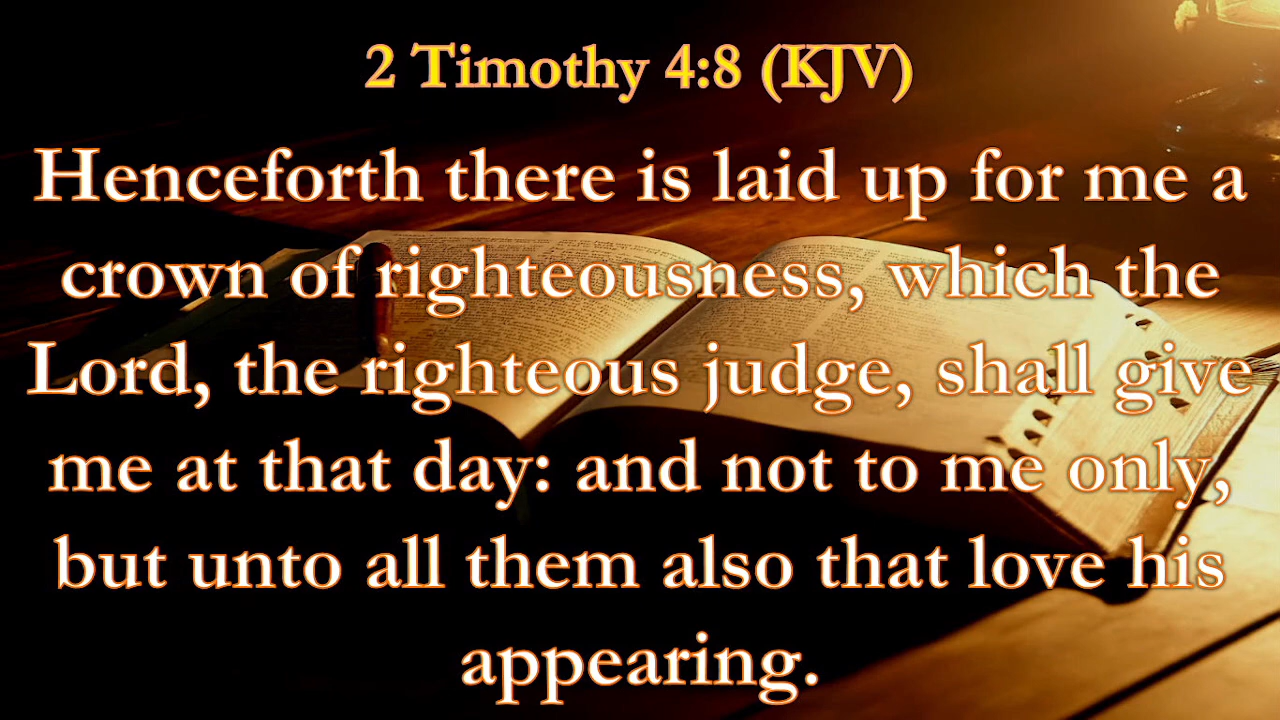 2 Timothy 4:8 (KJV)
Henceforth there is laid up for me a
crown of righteousness, which the
Lord, the righteous judge, shall give
me at that day: and not to me only,
but unto all them also that love his
appearing.